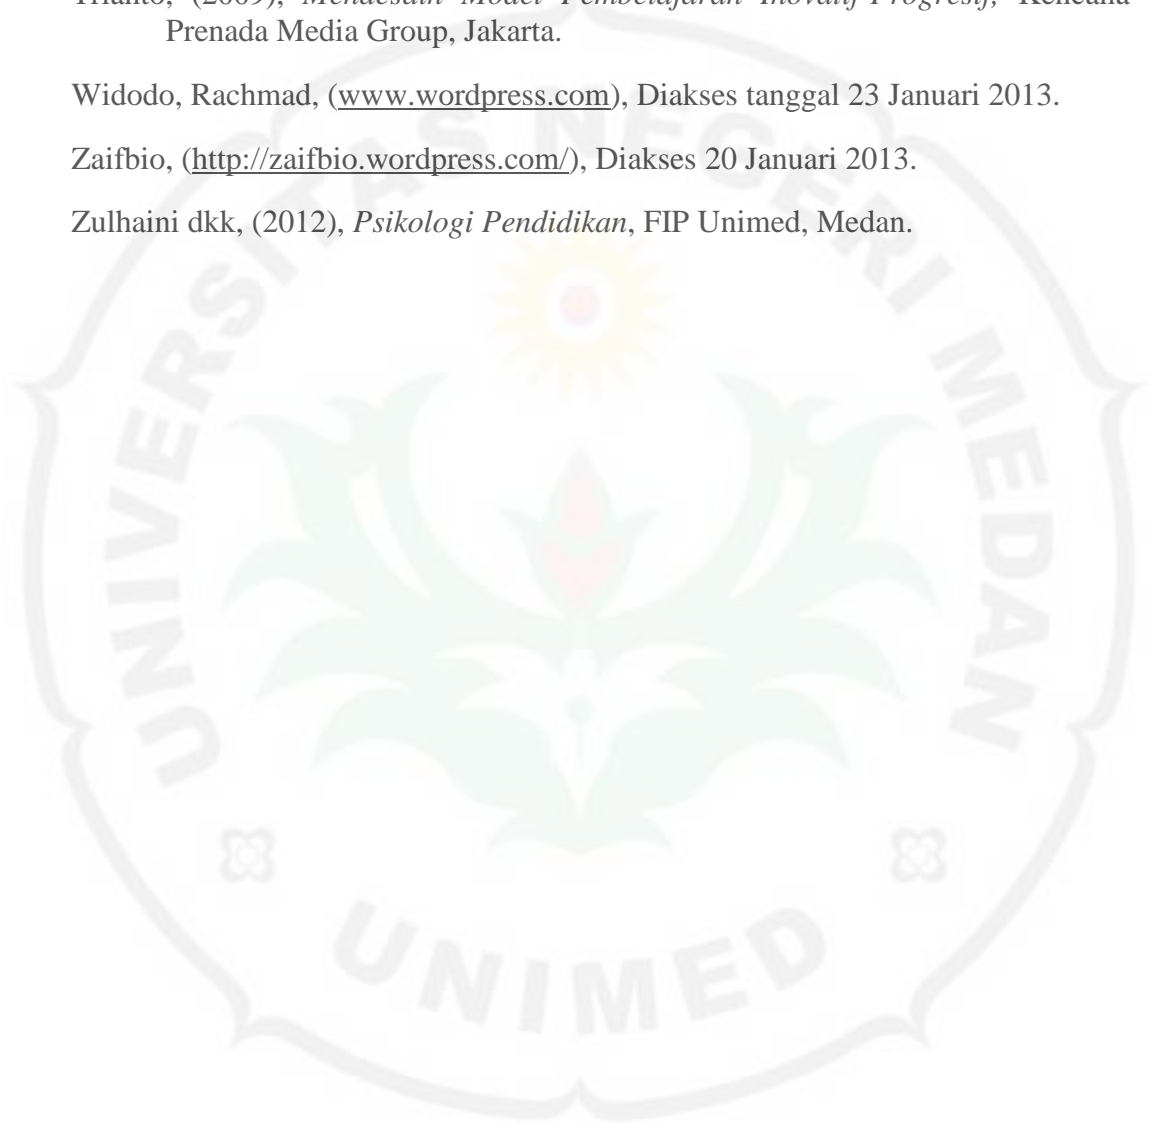 Trianto, (2009), Mendesain Model Pembelajaran Inovatif-Progresif, Kencana
Prenada Media Group, Jakarta.
Widodo, Rachmad, (www.wordpress.com), Diakses tanggal 23 Januari 2013.
Zaifbio, (http://zaifbio.wordpress.com/), Diakses 20 Januari 2013.
Zulhaini dkk, (2012), Psikologi Pendidikan, FIP Unimed, Medan.
UNIVERSITAS NEGERI MEDAN
UNIMED